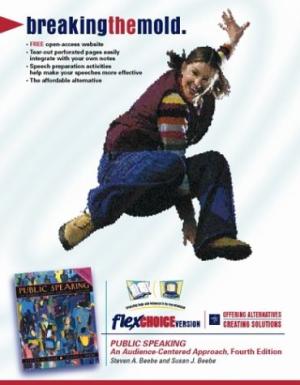 breakingthemold.
• FREE open-access website
• Tear-out perforated pages easily
integrate with your own notes
• Speech preparation activities
help make your speeches more effective
• The affordable alternative
PUBLIC SPEAKING
flexCHOICE VERSION
OFFERING ALTERNATIVES
CREATING SOLUTIONS
PUBLIC SPEAKING
An Audience-Centered Approach, Fourth Edition
Steven A. Beebe and Susan J. Beebe